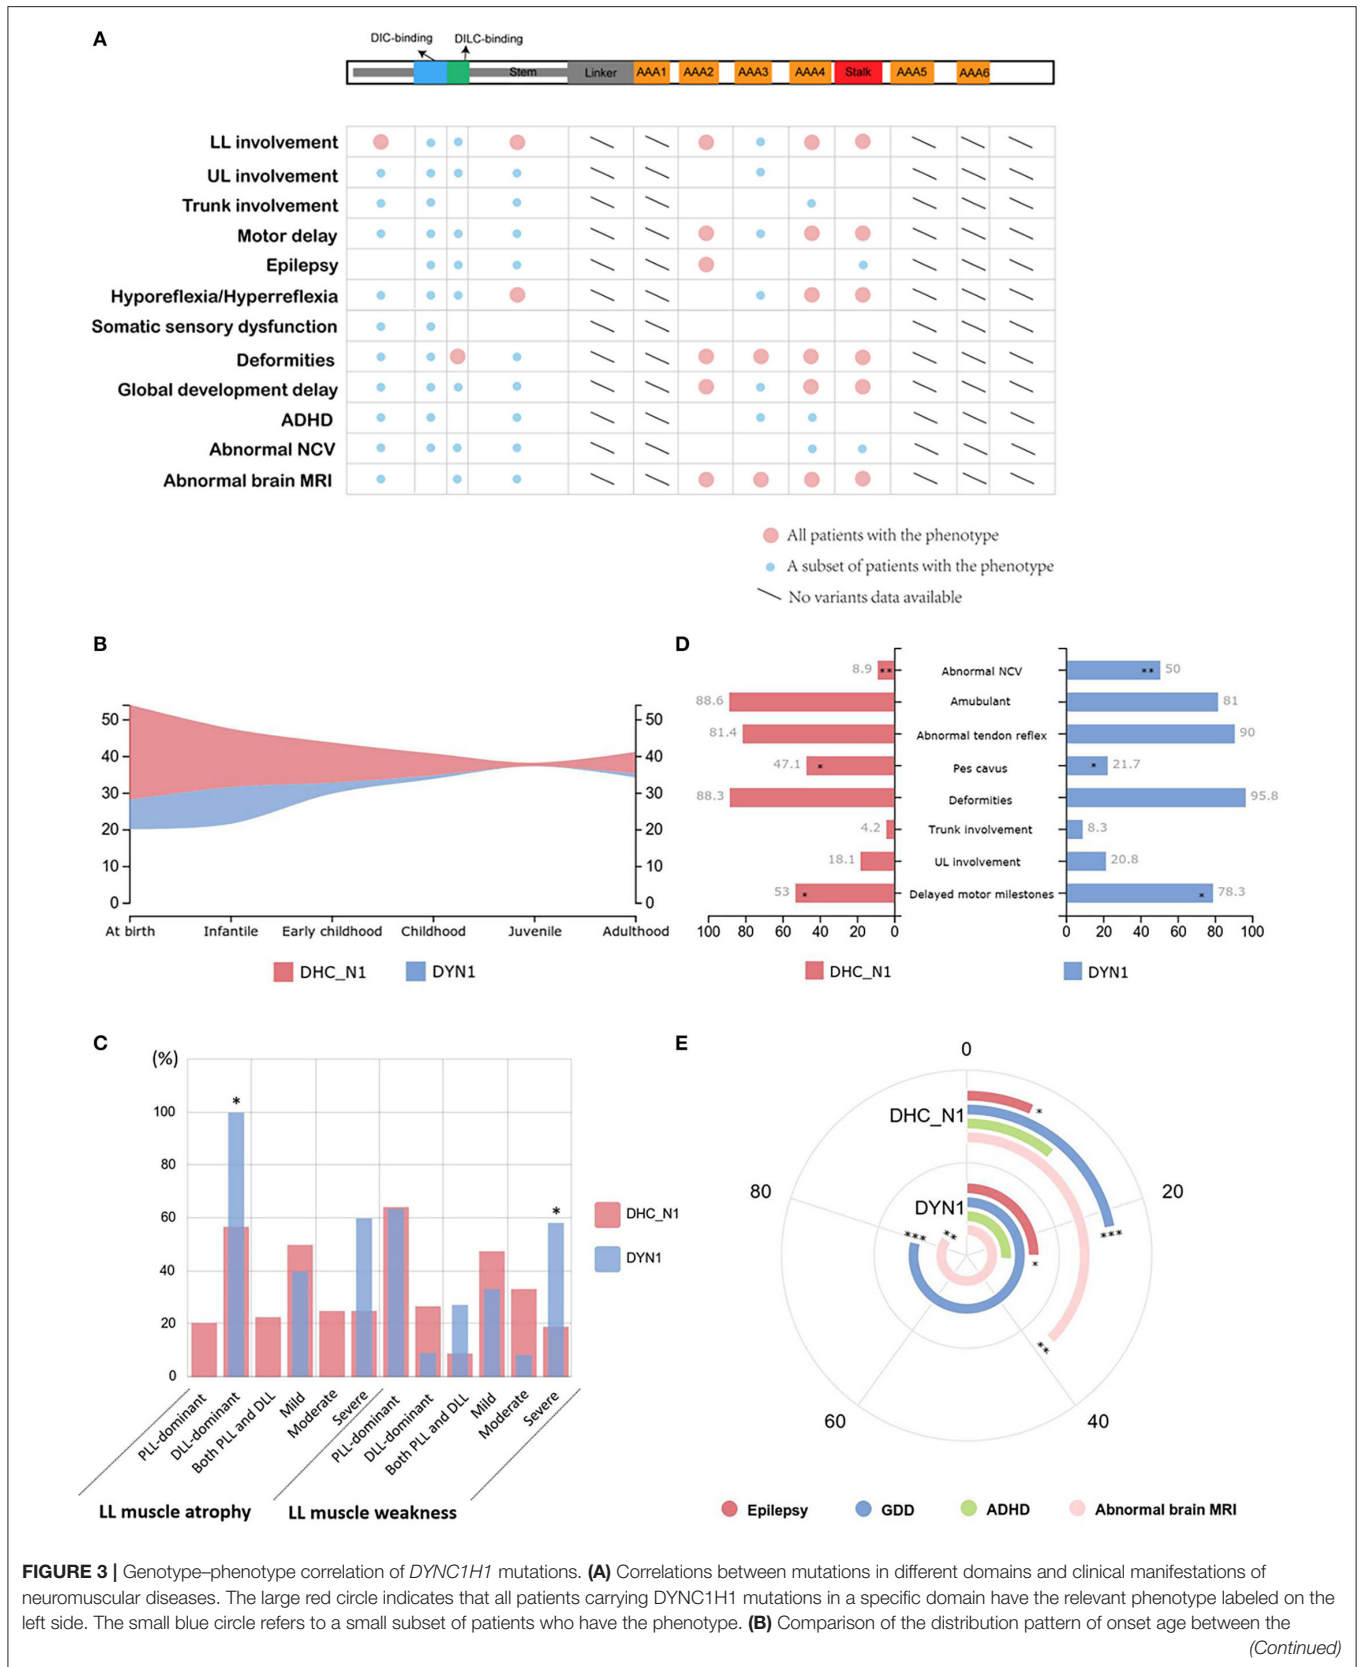 A
DIC-binding DILC-binding
Stem Linker AAA1 AAA2 AAA3 AAA4 Stalk AAA5 AAA6
LL involvement
UL involvement
Trunk involvement
Motor delay
Epilepsy
Hyporeflexia/Hyperreflexia
Somatic sensory dysfunction
Deformities
Global development delay
ADHD
Abnormal NCV
Abnormal brain MRI
All patients with the phenotype
A subset of patients with the phenotype
No variants data available
B
50 50
40 40
30 30
20 20
10 10
0 0
At birth Infantile Early childhood Childhood Juvenile Adulthood
DHC_N1 DYN1
D
8.9 ** Abnormal NCV ** 50
88.6 Amubulant 81
81.4 Abnormal tendon reflex 90
47.1 * Pes cavus * 21.7
88.3 Deformities 95.8
4.2 Trunk involvement 8.3
18.1 UL involvement 20.8
53 * Delayed motor milestones * 78.3
100 80 60 40 20 0 0 20 40 60 80 100
DHC_N1 DYN1
C
(%)
100
80
60
40
20
0
* *
DHC_N1
DYN1
PLL-dominant DLL-dominant Both PLL and DLL Mild Moderate Severe PLL-dominant DLL-dominant Both PLL and DLL Mild Moderate Severe
LL muscle atrophy LL muscle weakness
E
0
DHC_N1 *
80 20
DYN1
*** ** ***
*
**
60 40
Epilepsy GDD ADHD Abnormal brain MRI
FIGURE 3 | Genotype–phenotype correlation of DYNC1H1 mutations. (A) Correlations between mutations in different domains and clinical manifestations of
neuromuscular diseases. The large red circle indicates that all patients carrying DYNC1H1 mutations in a specific domain have the relevant phenotype labeled on the
left side. The small blue circle refers to a small subset of patients who have the phenotype. (B) Comparison of the distribution pattern of onset age between the
(Continued)